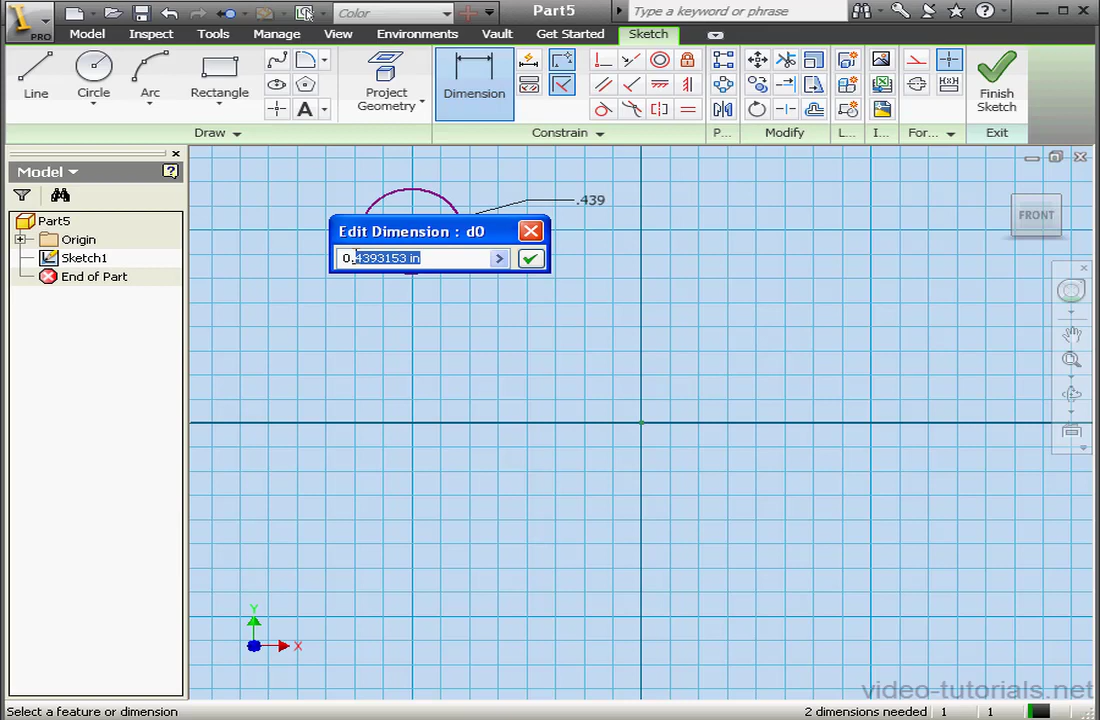 Color
Part5
Type a keyword or phrase
PRO
Model
Inspect
Tools
Manage
View
Environments
Vault
Get Started
Sketch
Line
Circle
Arc
Rectangle
A
Project
Geometry
Dimension
Finish
Sketch
Draw
Constrain
P...
Modify
L...
I...
For...
Exit
Model
Part5
Origin
Sketch1
End of Part
.439
Edit Dimension : d0
0.4393153 in
FRONT
Y
X
video-tutorials.net
Select a feature or dimension
2 dimensions needed
1
1